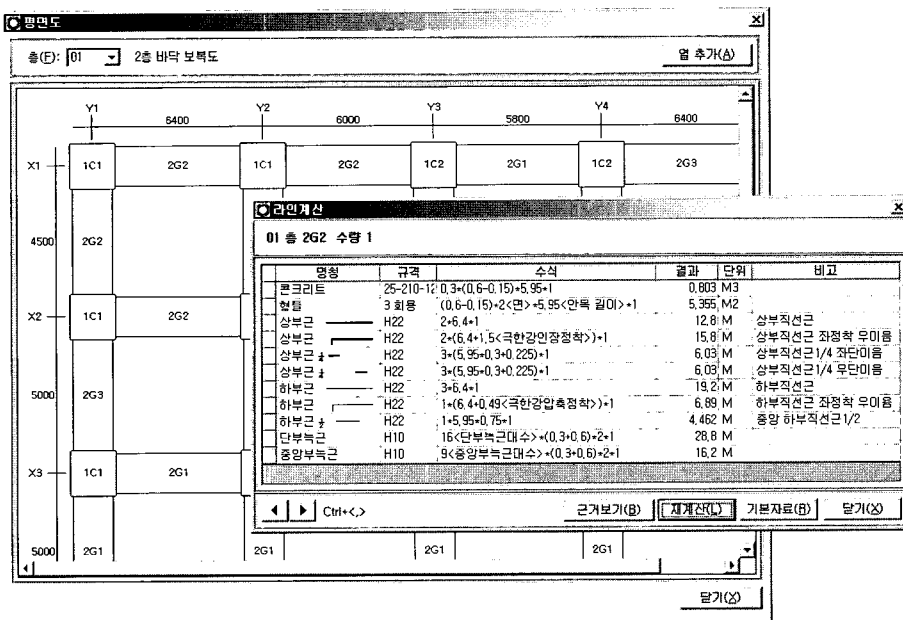 평면도
층(F): 01 2층 바닥 보복도
열 추가(A)
Y1 Y2 Y3 Y4
6400 6000 5800 6400
X1 1C1 2G2 1C1 2G2 1C2 2G1 1C2 2G3
4500 2G2
X2 1C1 2G2
5000 2G3
X3 1C1 2G1
5000 2G1 2G1 2G1 2G1
닫기(X)
라인계산
01 층 2G2 수량 1
명칭 규격 수식 결과 단위 비고
콘크리트 25-210-12 0,3*(0,6-0,15)*5,95*1 0,803 M3
형틀 3 회용 (0,6-0,15)*2<면>*5,95<안목 길이>*1 5,355 M2
상부근 H22 2*6,4*1 12,8 M 상부직선근
상부근 H22 2*(6,4+1,5<극한강인장정착>)*1 15,8 M 상부직선근 좌정착 우미음
상부근 H22 3*(5,95*0,3+0,225)*1 6,03 M 상부직선근1/4 좌단미음
상부근 H22 3*(5,95*0,3+0,225)*1 6,03 M 상부직선근1/4 우단미음
하부근 H22 3*6,4*1 19,2 M 하부직선근
하부근 H22 1*(6,4+0,49<극한강압축정착>)*1 6,89 M 하부직선근 좌정착 우미음
하부근 H22 1*5,95*0,75*1 4,462 M 중앙 하부직선근1/2
단부늑근 H10 16<단부늑근대수>*(0,3+0,6)*2*1 28,8 M
중앙부늑근 H10 9<중앙부늑근대수>*(0,3+0,6)*2*1 16,2 M
Ctrl+<,>
근거보기(B) 재계산(L) 기본자료(R) 닫기(X)